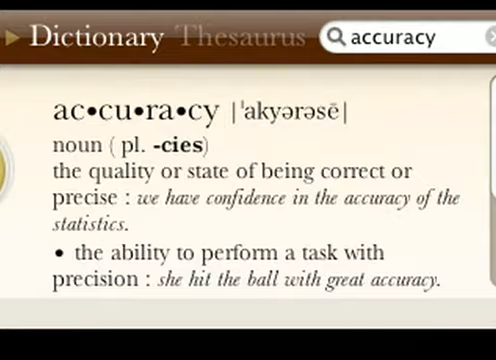 Dictionary Thesaurus accuracy
ac•cu•ra•cy |ˈakyərəsē|
noun ( pl. -cies)
the quality or state of being correct or
precise : we have confidence in the accuracy of the
statistics.
• the ability to perform a task with
precision : she hit the ball with great accuracy.